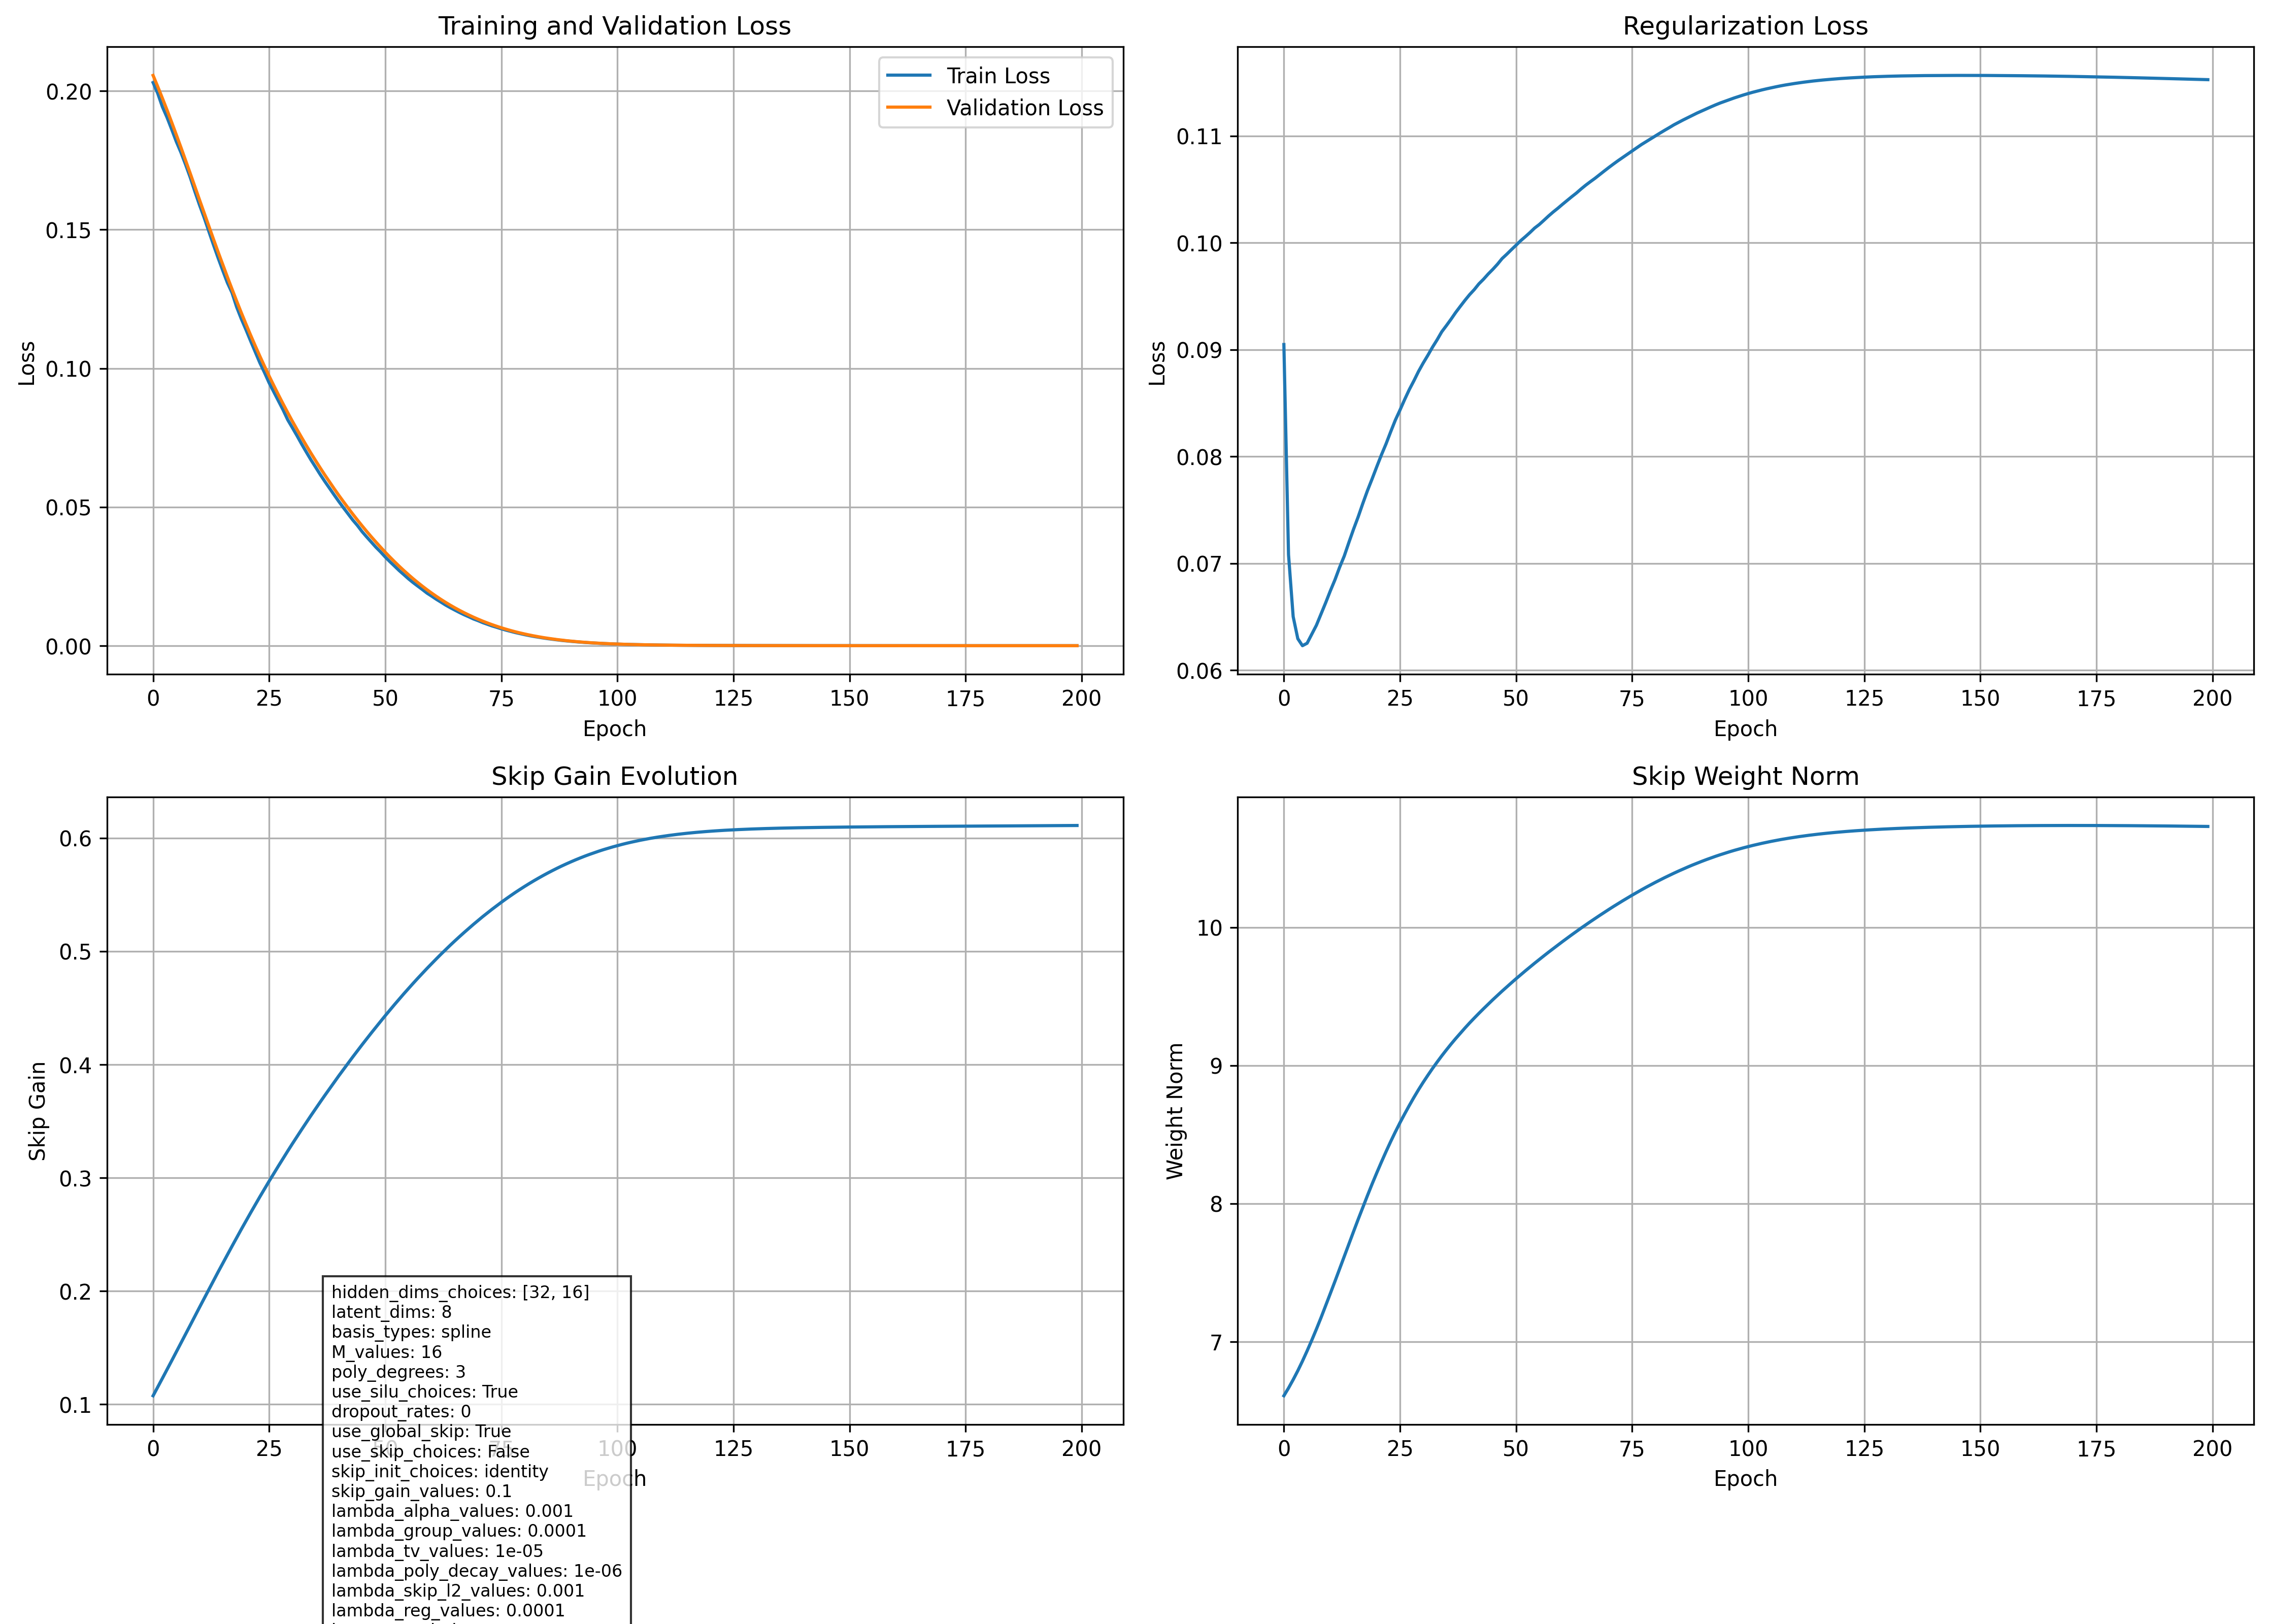 Training and Validation Loss
Loss
0.20
0.15
0.10
0.05
0.00
Train Loss
Validation Loss
0 25 50 75 100 125 150 175 200
Epoch
Regularization Loss
Loss
0.11
0.10
0.09
0.08
0.07
0.06
0 25 50 75 100 125 150 175 200
Epoch
Skip Gain Evolution
Skip Gain
0.6
0.5
0.4
0.3
0.2
0.1
0 25 50 75 100 125 150 175 200
Epoch
hidden_dims_choices: [32, 16]
latent_dims: 8
basis_types: spline
M_values: 16
poly_degrees: 3
use_silu_choices: True
dropout_rates: 0
use_global_skip: True
use_skip_choices: False
skip_init_choices: identity
skip_gain_values: 0.1
lambda_alpha_values: 0.001
lambda_group_values: 0.0001
lambda_tv_values: 1e-05
lambda_poly_decay_values: 1e-06
lambda_skip_l2_values: 0.001
lambda_reg_values: 0.0001
Skip Weight Norm
Weight Norm
10
9
8
7
0 25 50 75 100 125 150 175 200
Epoch